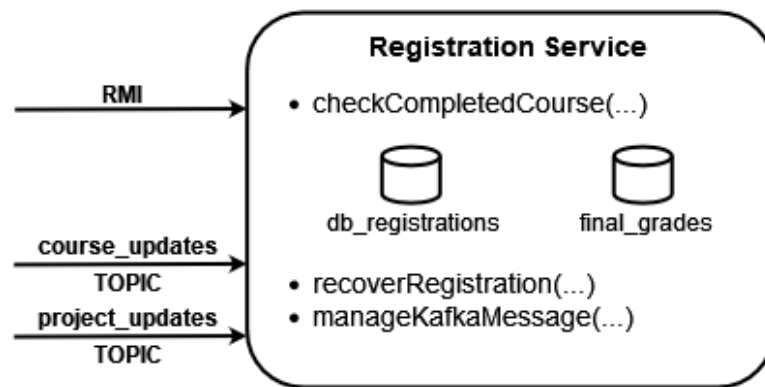 Registration Service
RMI
• checkCompletedCourse(...)
db_registrations
final_grades
course_updates
TOPIC
• recoverRegistration(...)
project_updates
• manageKafkaMessage(...)
TOPIC